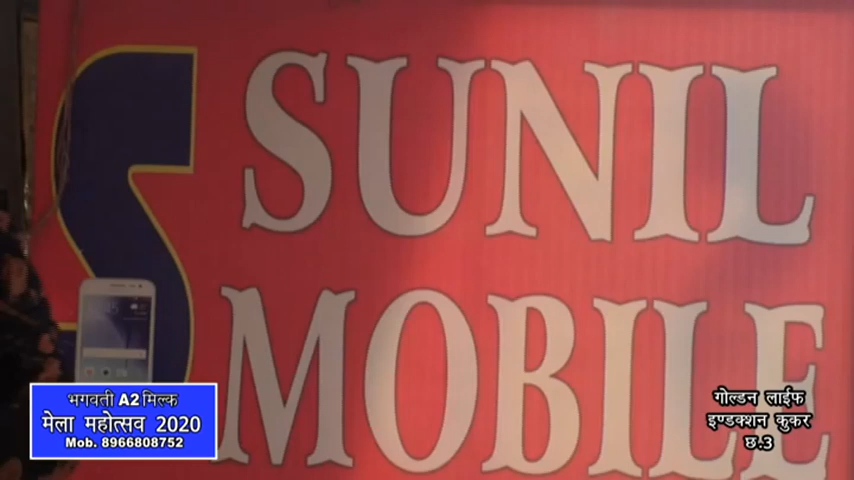 S
SUNIL
MOBILE
भगवती A2 मिल्क
मेला महोत्सव 2020
Mob. 8966808752
गोल्डन लाईफ
इण्डक्शन कुकर
छ.3